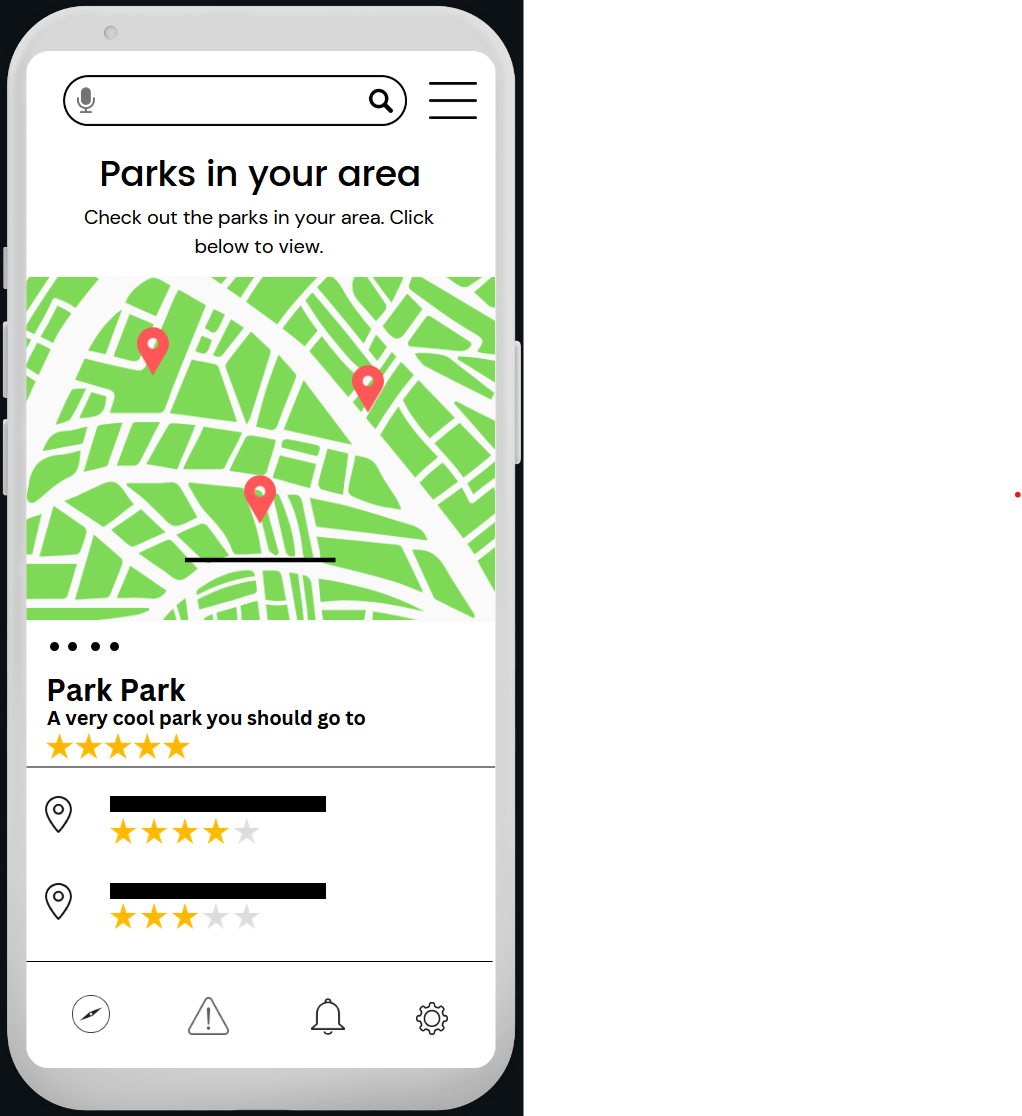 Parks in your area
Check out the parks in your area. Click
below to view.
Park Park
A very cool park you should go to